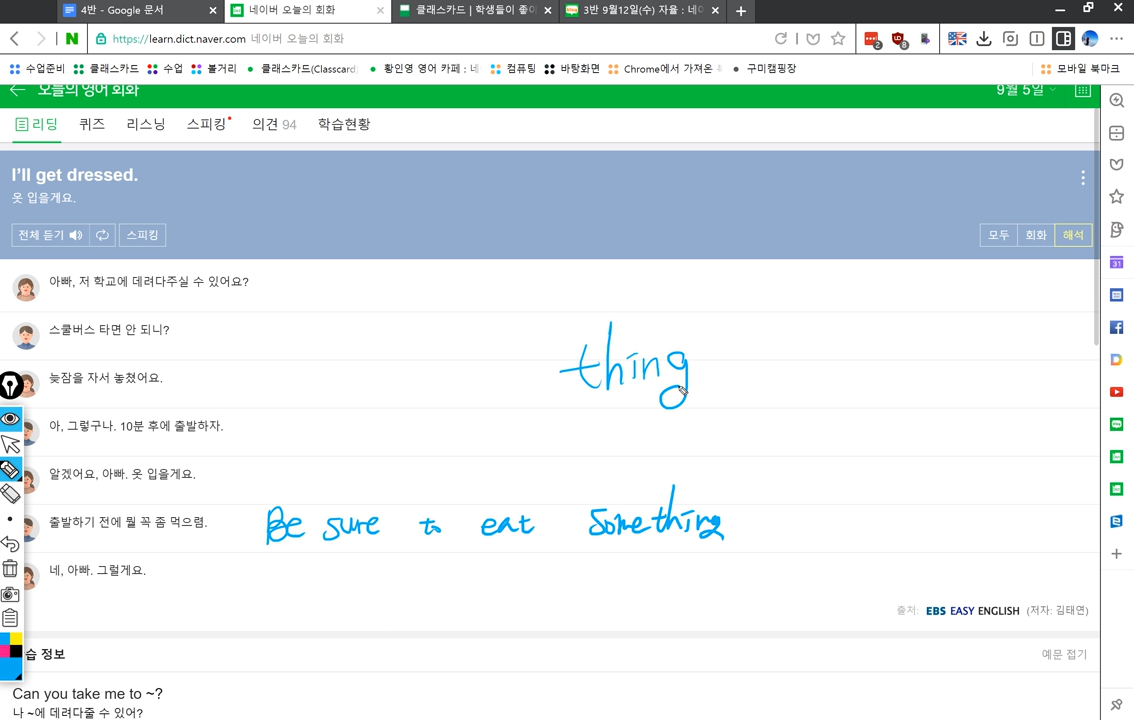 4반 - Google 문서
네이버 오늘의 회화
클래스카드 | 학생들이 좋아
3반 9월12일(수) 자율 : 네이
https://learn.dict.naver.com 네이버 오늘의 회화
2
8
수업준비
클래스카드
수업
볼거리
클래스카드(Classcard)
황인영 영어 카페 : 네
컴퓨팅
바탕화면
Chrome에서 가져온
구미캠핑장
모바일 북마크
오늘의 영어 회화
9월 5일
리딩 퀴즈 리스닝 스피킹 의견 94 학습현황
I'll get dressed.
옷 입을게요.
전체 듣기
스피킹
모두 회화 해석
31
아빠, 저 학교에 데려다주실 수 있어요?
스쿨버스 타면 안 되니?
thing
늦잠을 자서 놓쳤어요.
아, 그렇구나. 10분 후에 출발하자.
알겠어요, 아빠. 옷 입을게요.
출발하기 전에 뭘 꼭 좀 먹으렴.
Be sure to eat something
네, 아빠. 그럴게요.
출처: EBS EASY ENGLISH (저자: 김태연)
습 정보
예문 접기
Can you take me to ~?
나 ~에 데려다줄 수 있어?